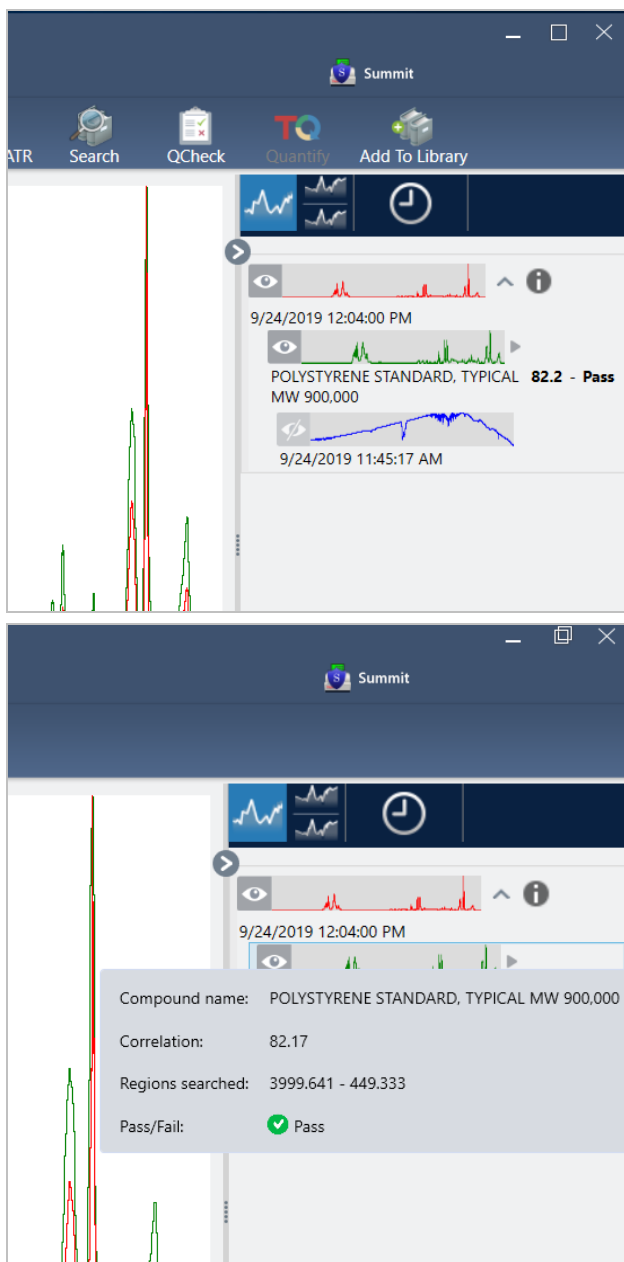 Summit
ATR Search QCheck Quantify Add To Library
9/24/2019 12:04:00 PM
POLYSTYRENE STANDARD, TYPICAL 82.2 - Pass
MW 900,000
9/24/2019 11:45:17 AM
Summit
9/24/2019 12:04:00 PM
Compound name: POLYSTYRENE STANDARD, TYPICAL MW 900,000
Correlation: 82.17
Regions searched: 3999.641 - 449.333
Pass/Fail: Pass